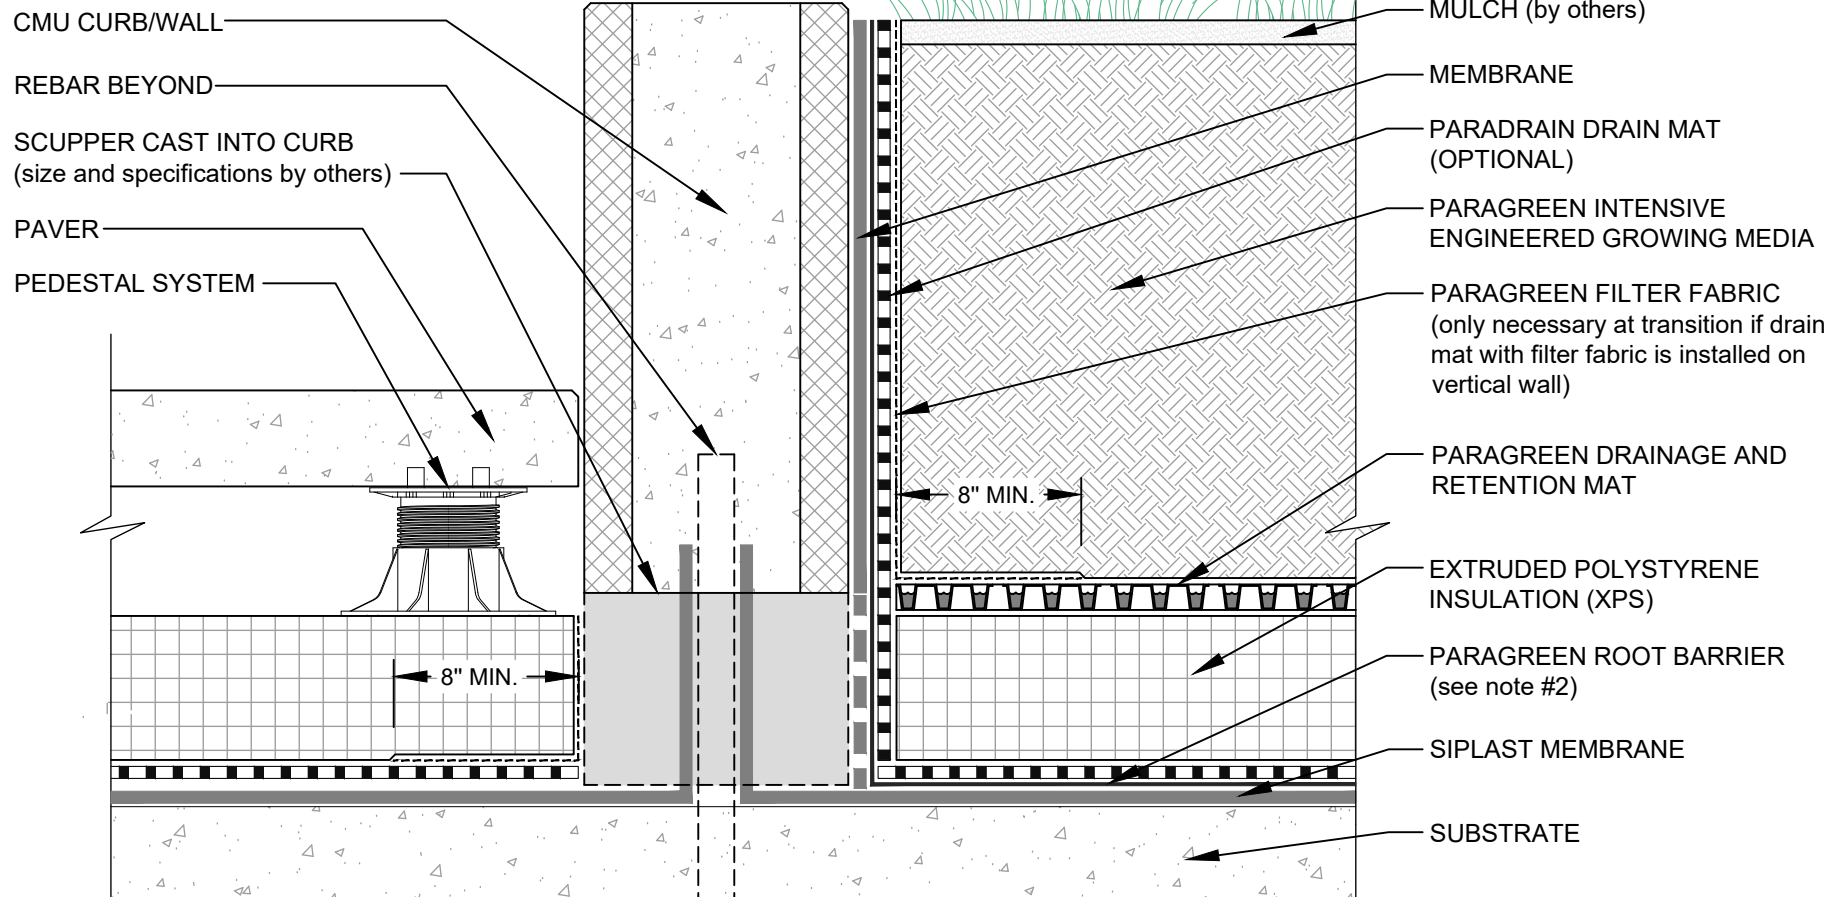 CMU CURB/WALL
REBAR BEYOND
SCUPPER CAST INTO CURB
(size and specifications by others)
PAVER
PEDESTAL SYSTEM
8" MIN.
8" MIN.
MULCH (by others)
MEMBRANE
PARADRAIN DRAIN MAT
(OPTIONAL)
PARAGREEN INTENSIVE
ENGINEERED GROWING MEDIA
PARAGREEN FILTER FABRIC
(only necessary at transition if drain
mat with filter fabric is installed on
vertical wall)
PARAGREEN DRAINAGE AND
RETENTION MAT
EXTRUDED POLYSTYRENE
INSULATION (XPS)
PARAGREEN ROOT BARRIER
(see note #2)
SIPLAST MEMBRANE
SUBSTRATE